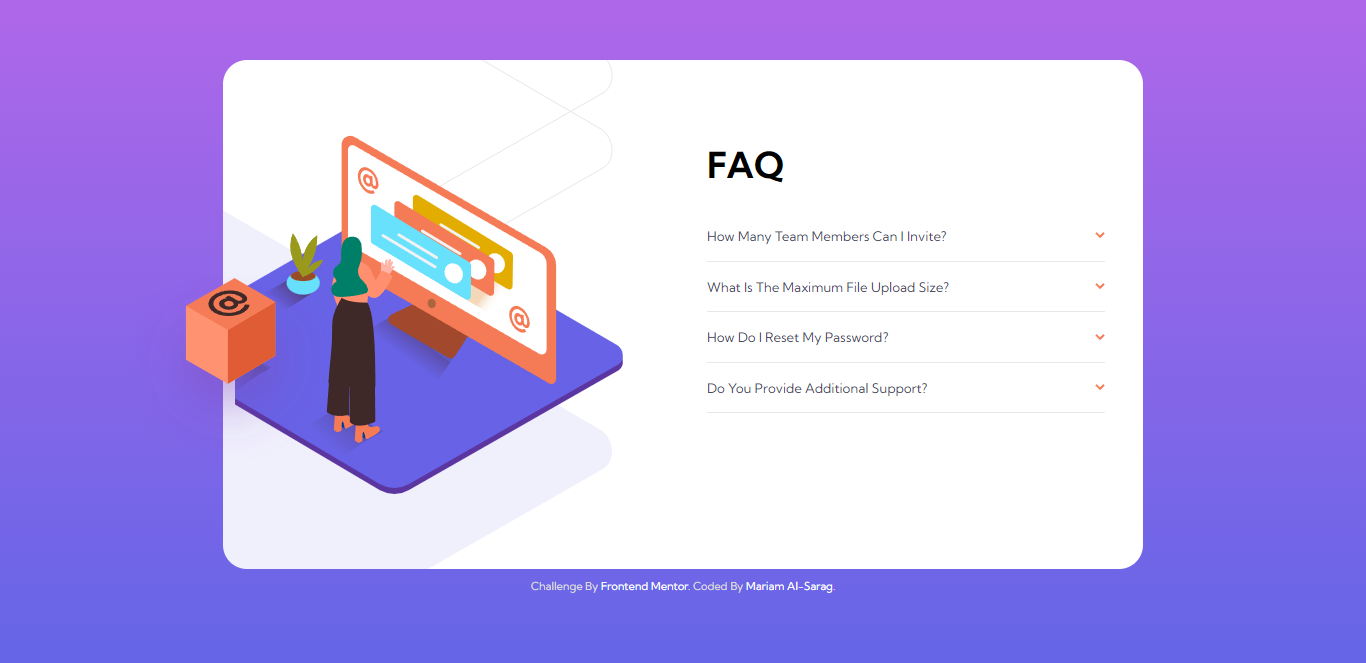 FAQ
How Many Team Members Can I Invite?
What Is The Maximum File Upload Size?
How Do I Reset My Password?
Do You Provide Additional Support?
Challenge By Frontend Mentor. Coded By Mariam Al-Sarag.
@
@
@